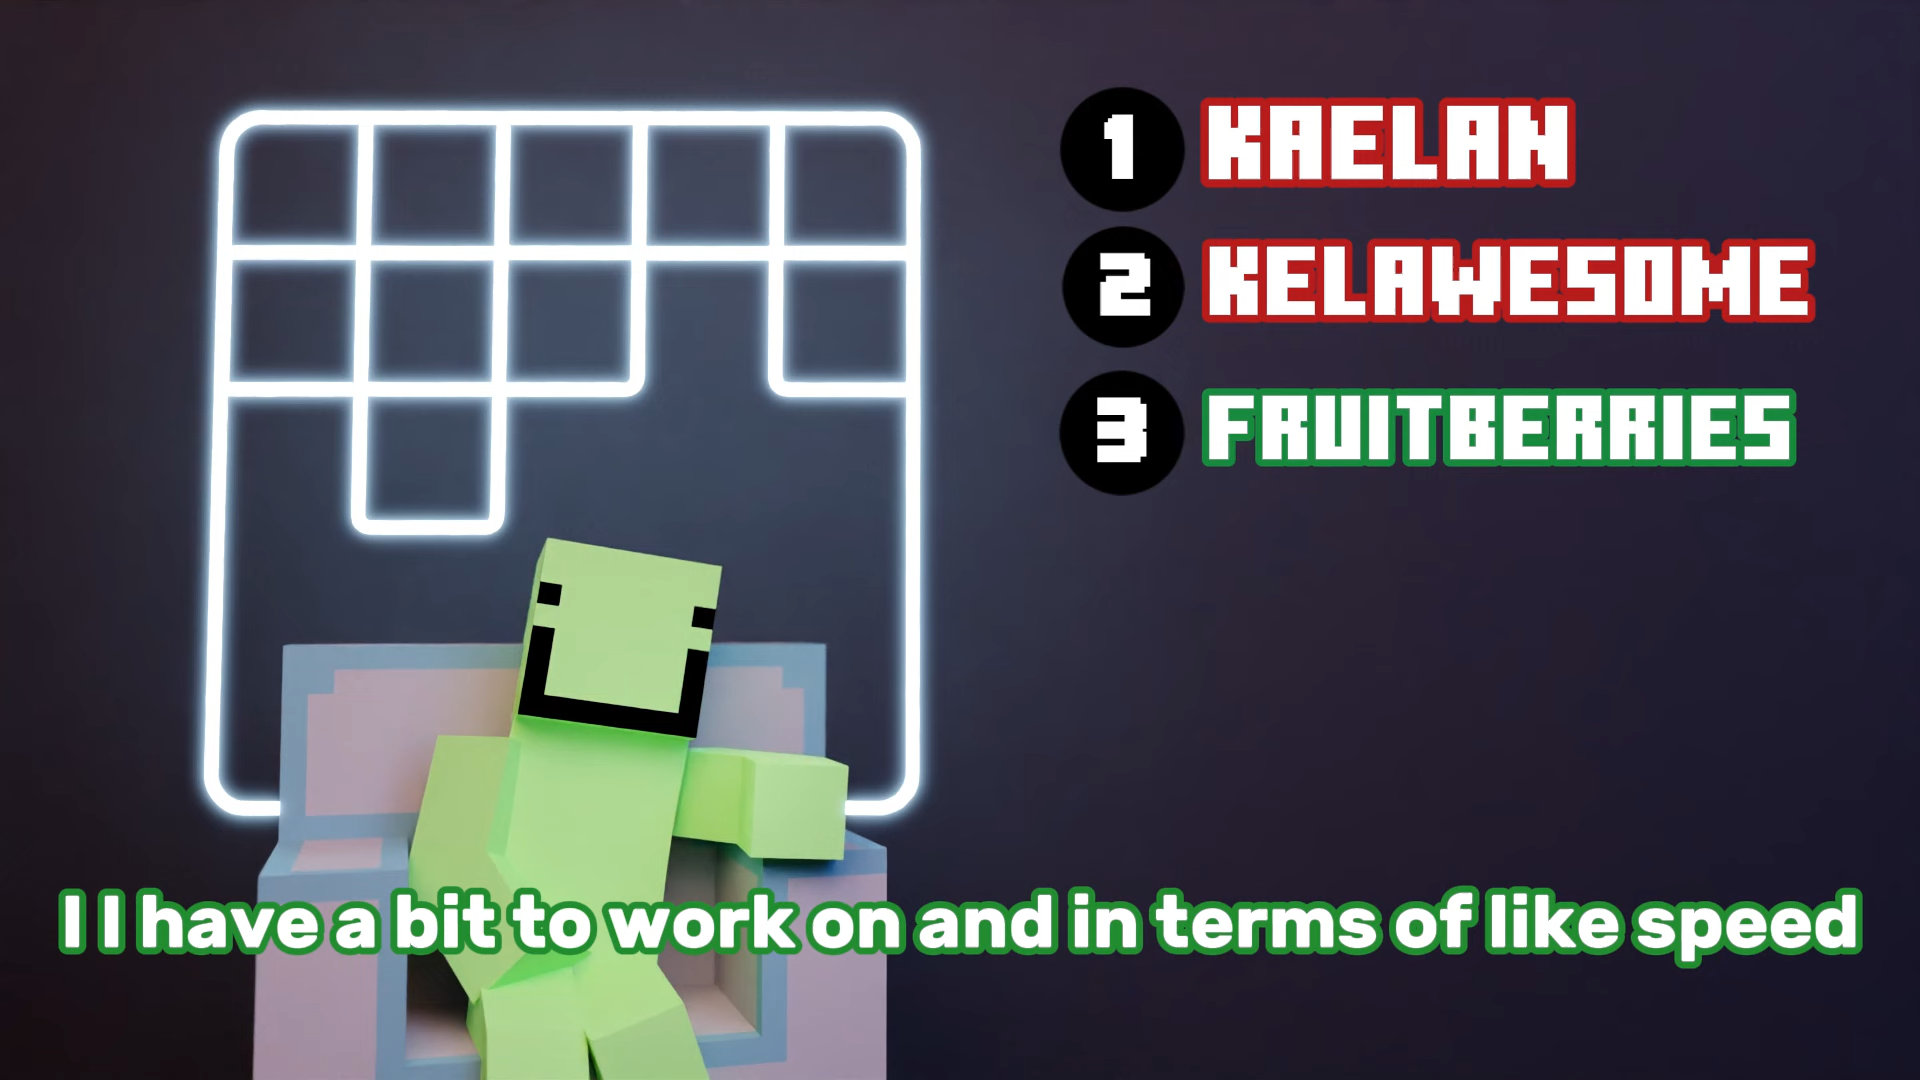 1 KAELAN
2 KELAWESOME
3 FRUITBERRIES
I I have a bit to work on and in terms of like speed